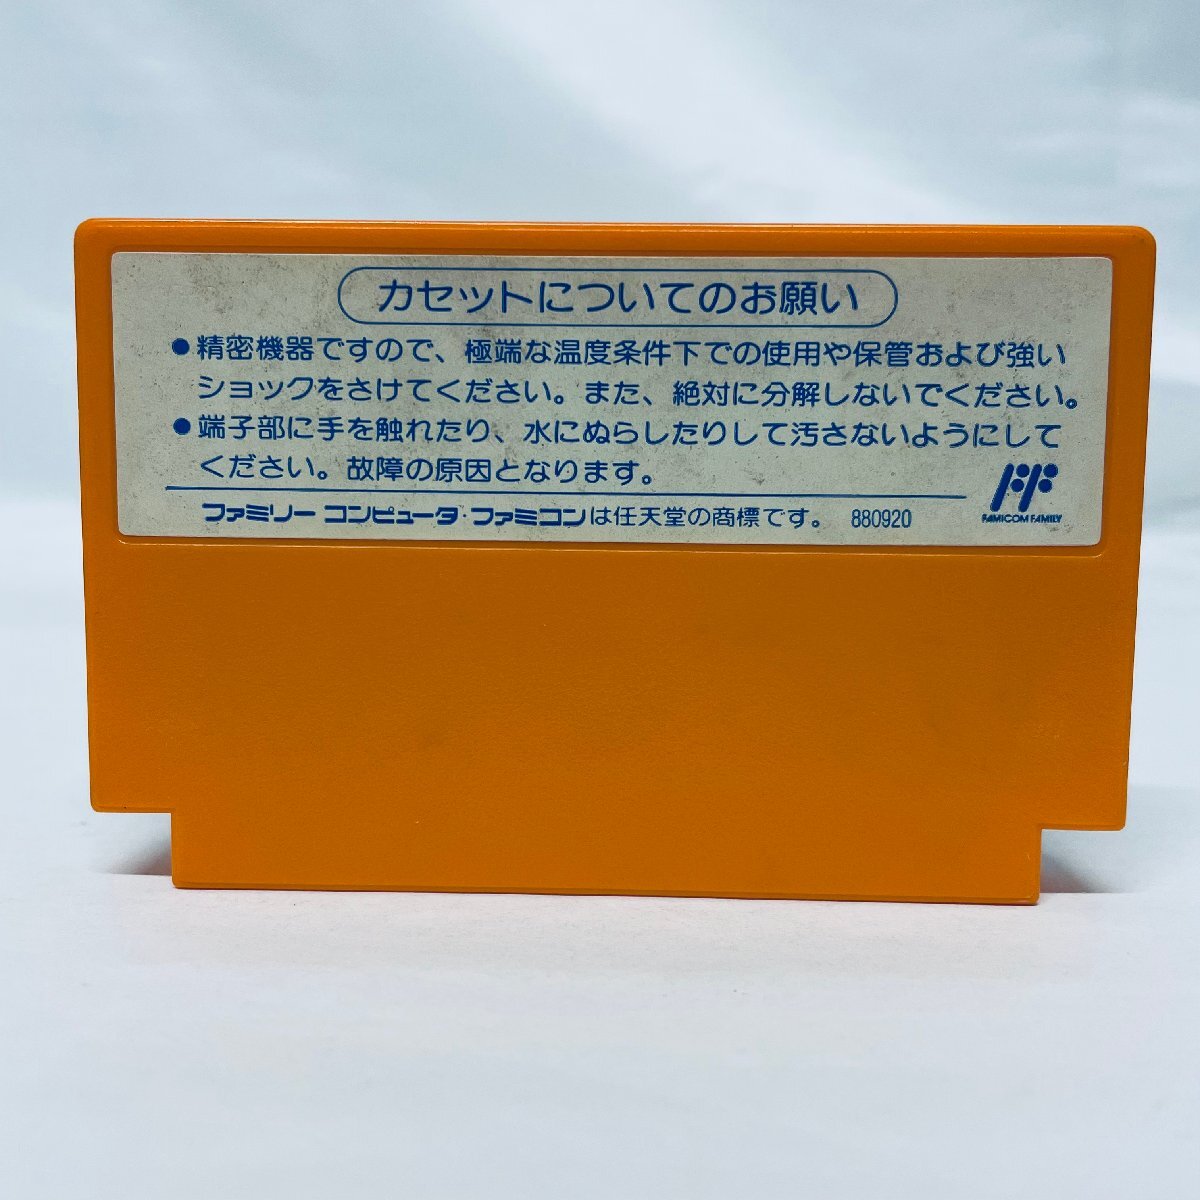 カセットについてのお願い
●精密機器ですので、極端な温度条件下での使用や保管および強い
ショックをさけてください。また、絶対に分解しないでください。
●端子部に手を触れたり、水にぬらしたりして汚さないようにして
ください。故障の原因となります。
ファミリー コンピュータ・ファミコンは任天堂の商標です。 880920
FAMICOM FAMILY